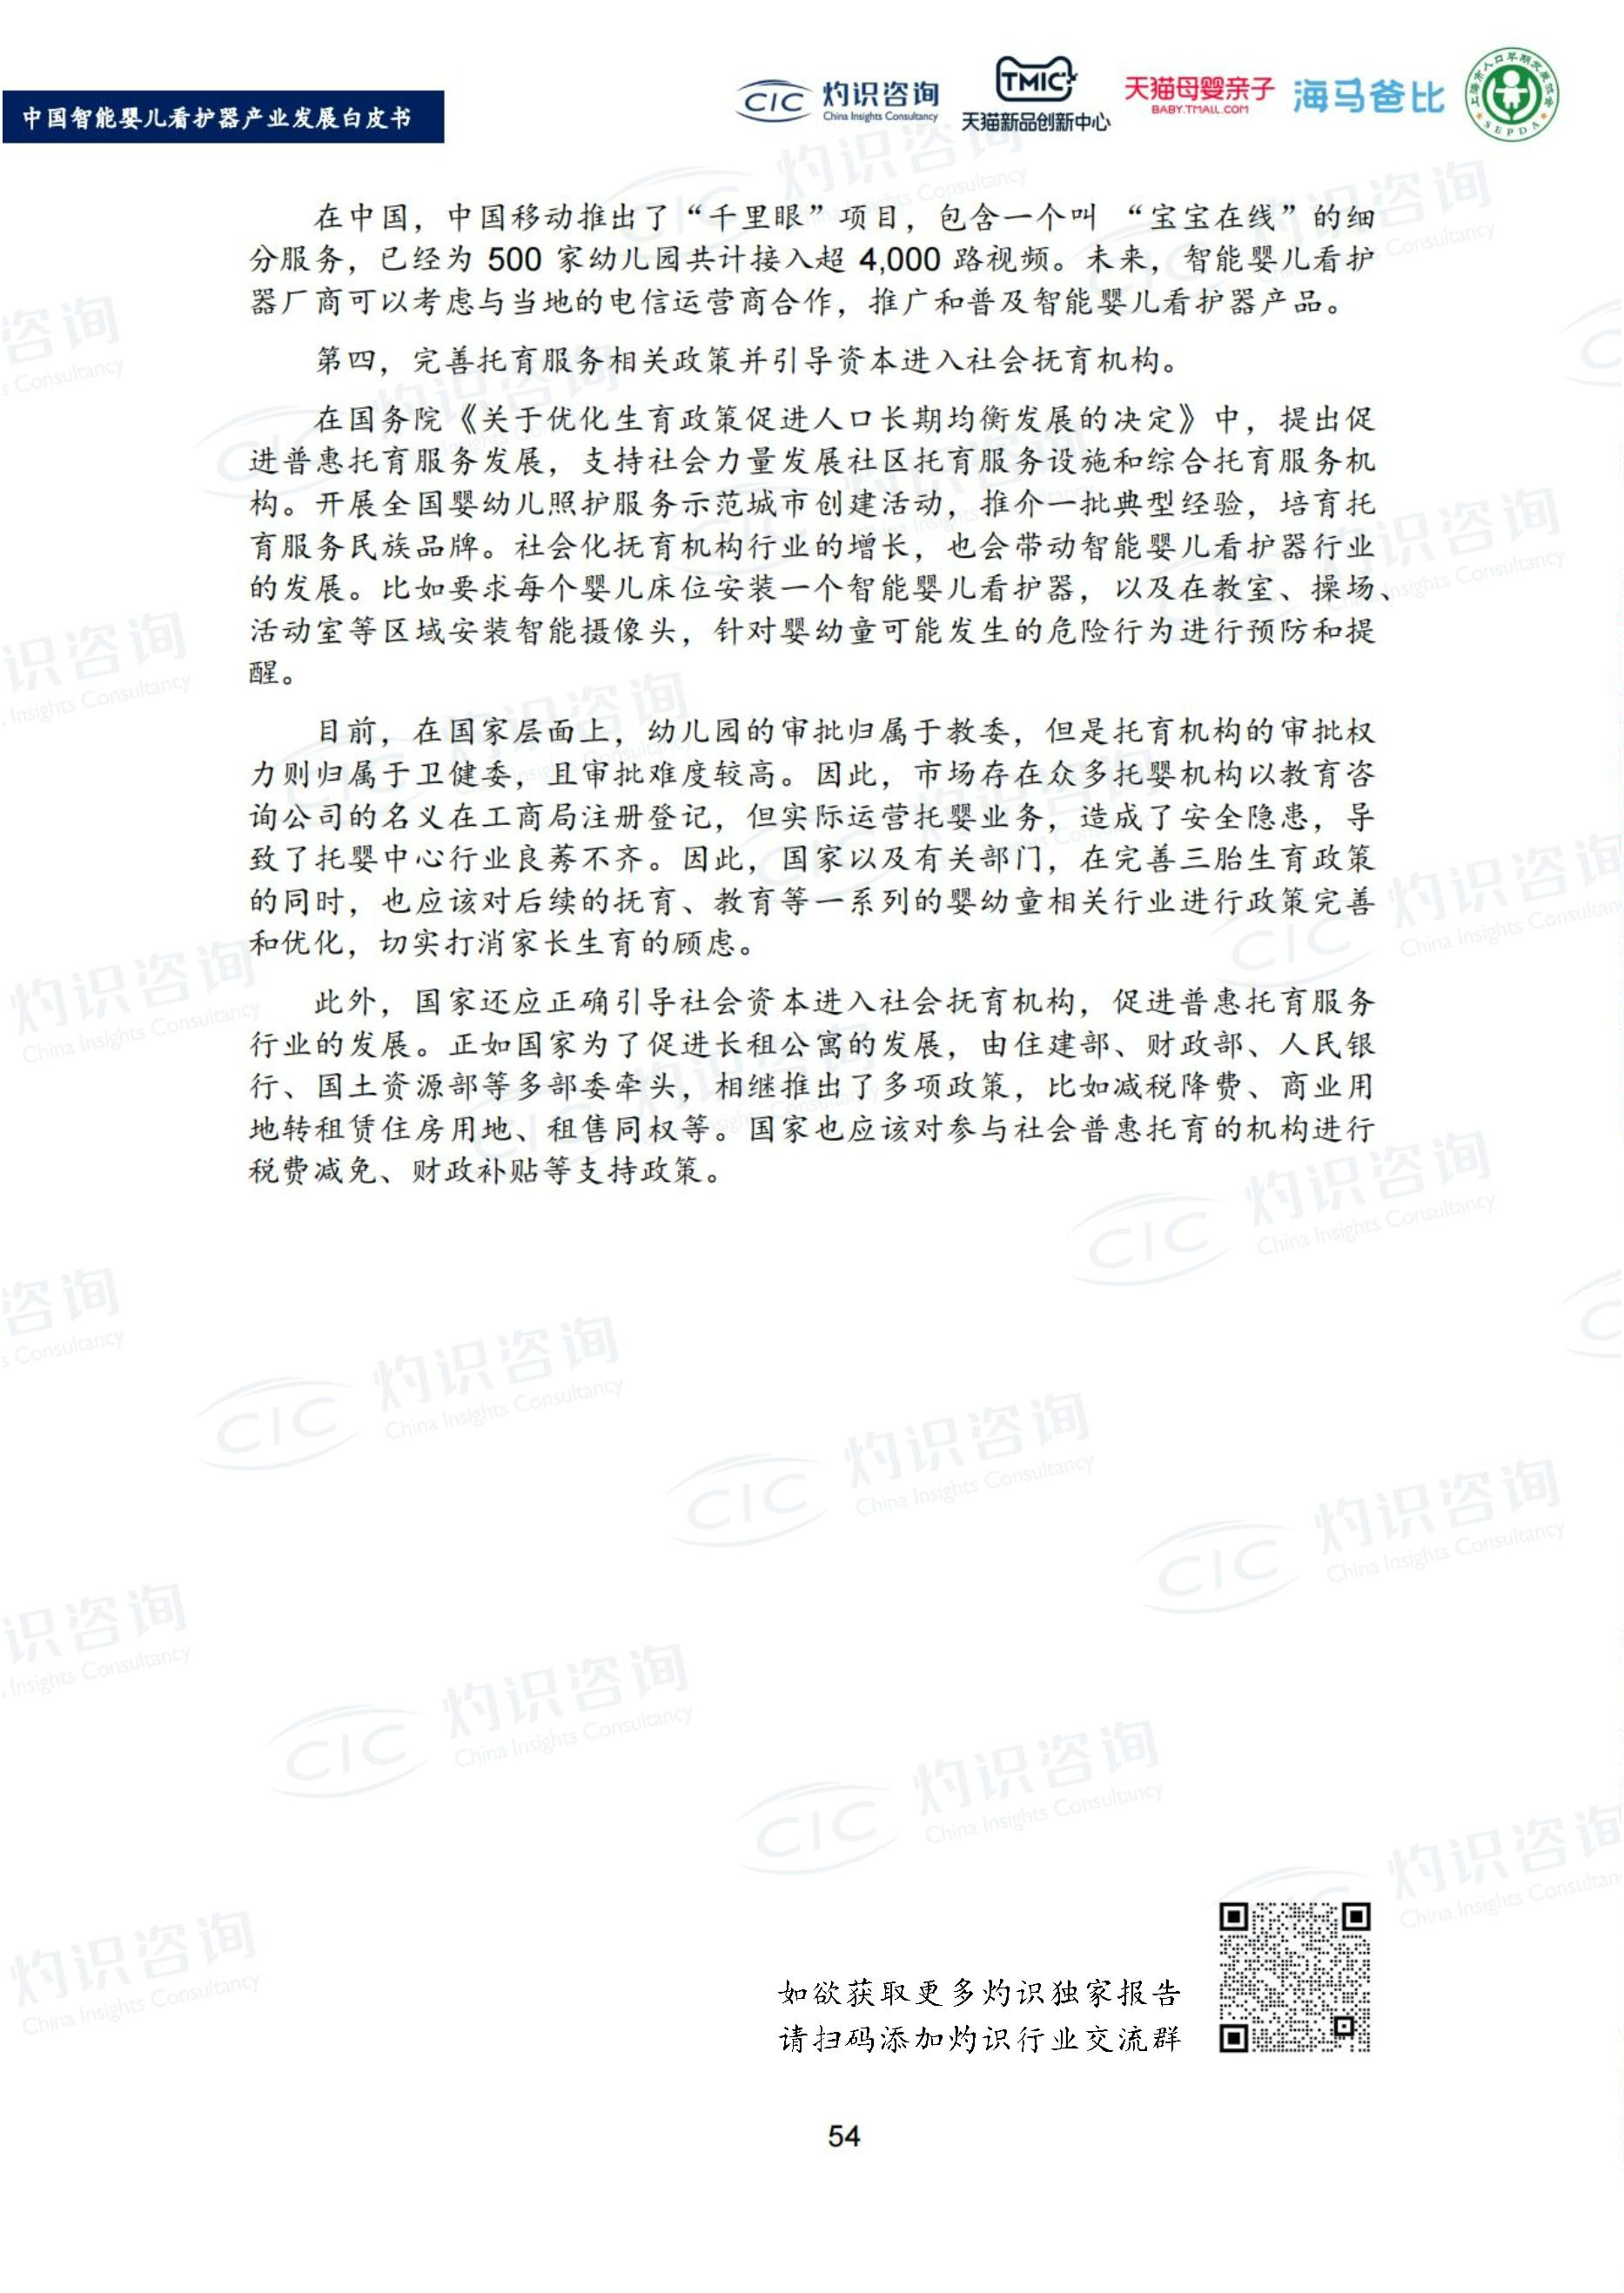 中国智能婴儿看护器产业发展白皮书
CIC 灼识咨询
China Insights Consultancy
TMIC
天猫新品创新中心
天猫母婴亲子
BABY.TMALL.COM
海马爸比
上海市人口早期发展协会
SEPDA
在中国，中国移动推出了“千里眼”项目，包含一个叫 “宝宝在线”的细
分服务，已经为 500 家幼儿园共计接入超 4,000 路视频。未来，智能婴儿看护
器厂商可以考虑与当地的电信运营商合作，推广和普及智能婴儿看护器产品。
第四，完善托育服务相关政策并引导资本进入社会抚育机构。
在国务院《关于优化生育政策促进人口长期均衡发展的决定》中，提出促
进普惠托育服务发展，支持社会力量发展社区托育服务设施和综合托育服务机
构。开展全国婴幼儿照护服务示范城市创建活动，推介一批典型经验，培育托
育服务民族品牌。社会化抚育机构行业的增长，也会带动智能婴儿看护器行业
的发展。比如要求每个婴儿床位安装一个智能婴儿看护器，以及在教室、操场、
活动室等区域安装智能摄像头，针对婴幼童可能发生的危险行为进行预防和提
醒。
目前，在国家层面上，幼儿园的审批归属于教委，但是托育机构的审批权
力则归属于卫健委，且审批难度较高。因此，市场存在众多托婴机构以教育咨
询公司的名义在工商局注册登记，但实际运营托婴业务，造成了安全隐患，导
致了托婴中心行业良莠不齐。因此，国家以及有关部门，在完善三胎生育政策
的同时，也应该对后续的抚育、教育等一系列的婴幼童相关行业进行政策完善
和优化，切实打消家长生育的顾虑。
此外，国家还应正确引导社会资本进入社会抚育机构，促进普惠托育服务
行业的发展。正如国家为了促进长租公寓的发展，由住建部、财政部、人民银
行、国土资源部等多部委牵头，相继推出了多项政策，比如减税降费、商业用
地转租赁住房用地、租售同权等。国家也应该对参与社会普惠托育的机构进行
税费减免、财政补贴等支持政策。
如欲获取更多灼识独家报告
请扫码添加灼识行业交流群
54